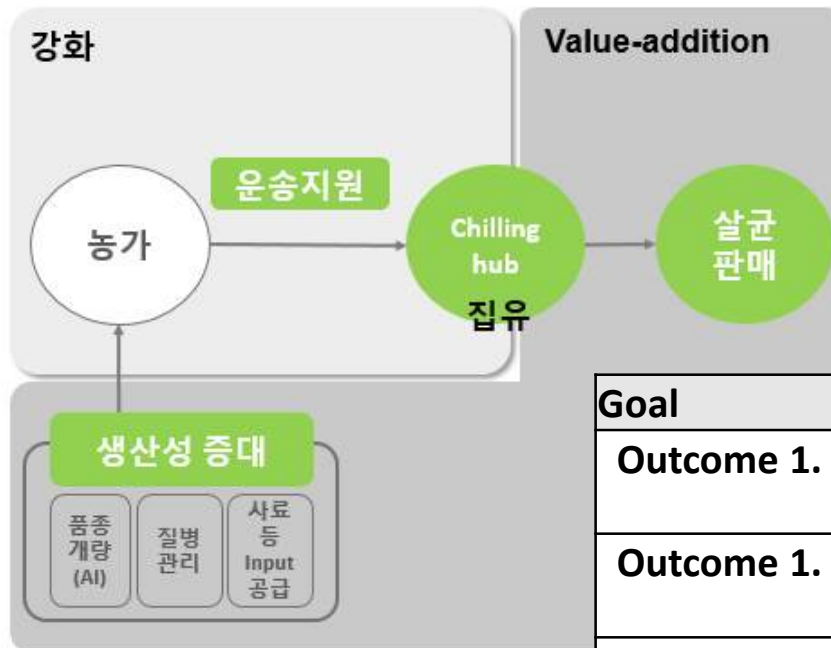 강화
Value-addition
운송지원
농가
Chilling
hub
집유
살균
판매
생산성 증대
품종
개량
(AI)
질병
관리
사료
등
Input
공급
Goal
Outcome 1.
Outcome 1.